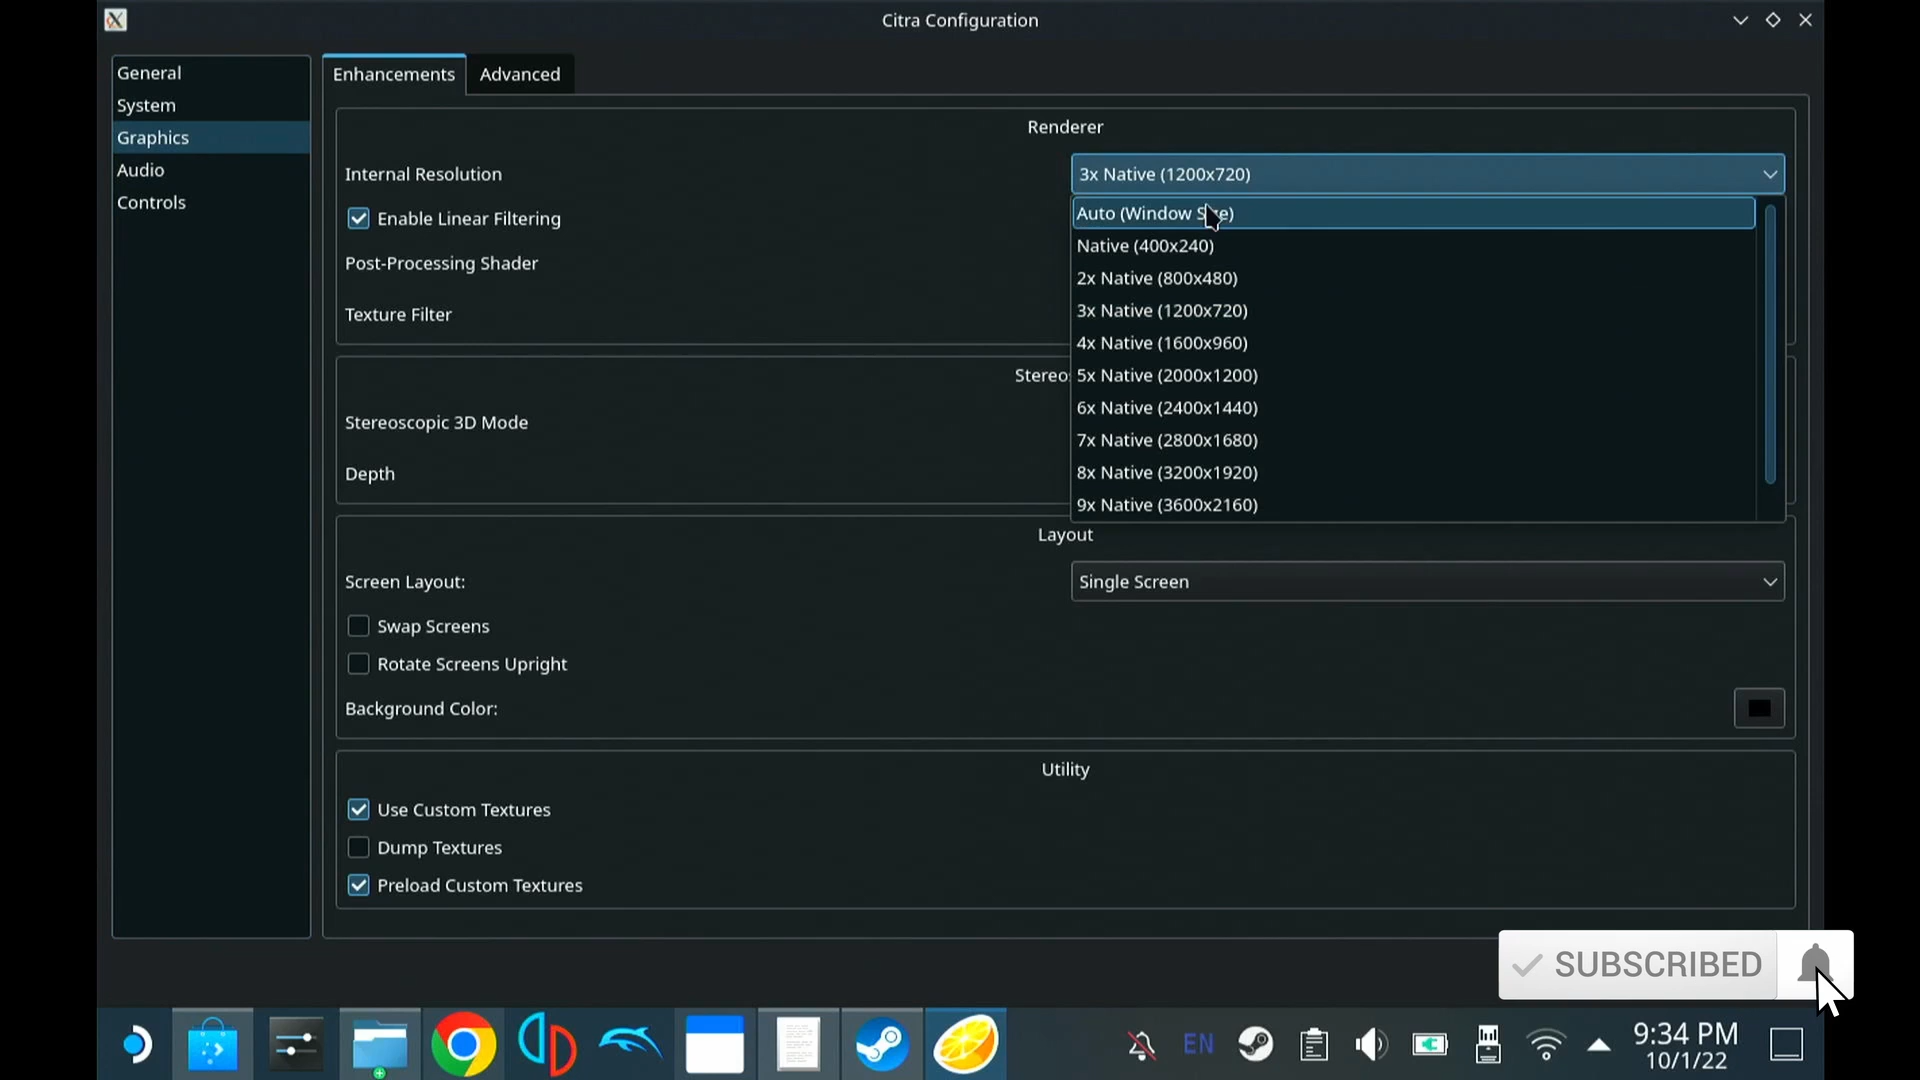 Citra Configuration
General
System
Graphics
Audio
Controls
Enhancements
Advanced
Renderer
Internal Resolution
3x Native (1200x720)
Auto (Window Size)
Native (400x240)
2x Native (800x480)
3x Native (1200x720)
4x Native (1600x960)
5x Native (2000x1200)
6x Native (2400x1440)
7x Native (2800x1680)
8x Native (3200x1920)
9x Native (3600x2160)
Enable Linear Filtering
Post-Processing Shader
Texture Filter
Stereo
Stereoscopic 3D Mode
Depth
Layout
Screen Layout:
Single Screen
Swap Screens
Rotate Screens Upright
Background Color:
Utility
Use Custom Textures
Dump Textures
Preload Custom Textures
SUBSCRIBED
EN
9:34 PM
10/1/22